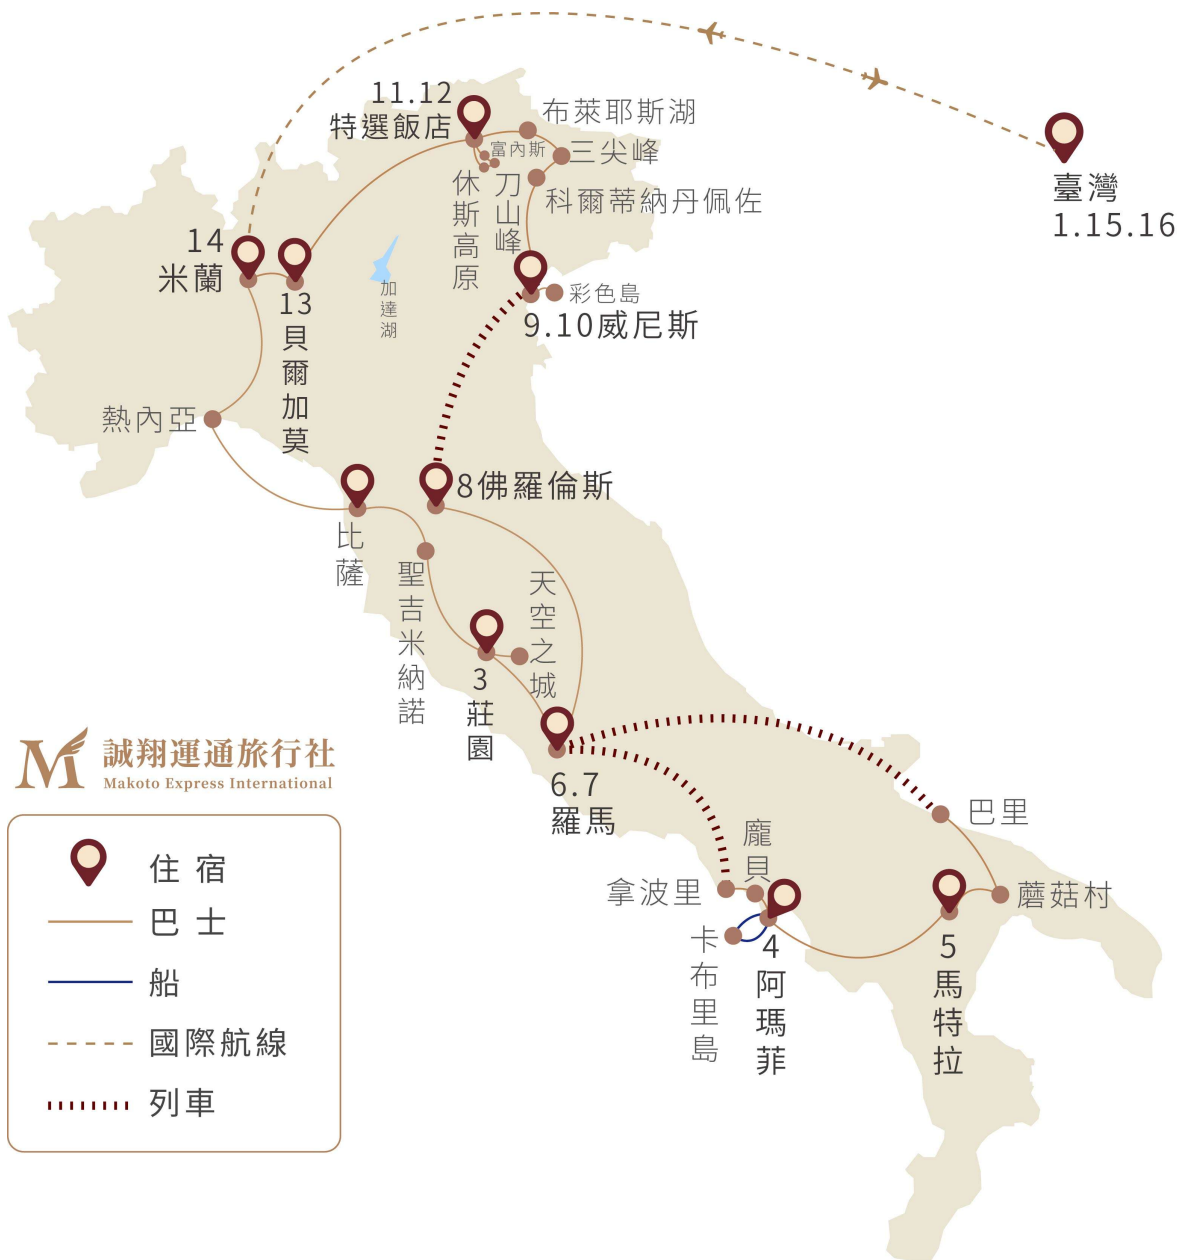 11.12
特選飯店
布萊耶斯湖
富內斯
三尖峰
休斯高原
刀山峰
科爾蒂納丹佩佐
臺灣
1.15.16
14
米蘭
13
貝爾加莫
加達湖
彩色島
9.10威尼斯
熱內亞
8佛羅倫斯
比薩
聖吉米納諾
天空之城
3
莊園
6.7
羅馬
誠翔運通旅行社
Makoto Express International
巴里
龐貝
拿波里
蘑菇村
卡布里島
4
阿瑪菲
5
馬特拉
住 宿
巴 士
船
國際航線
列車